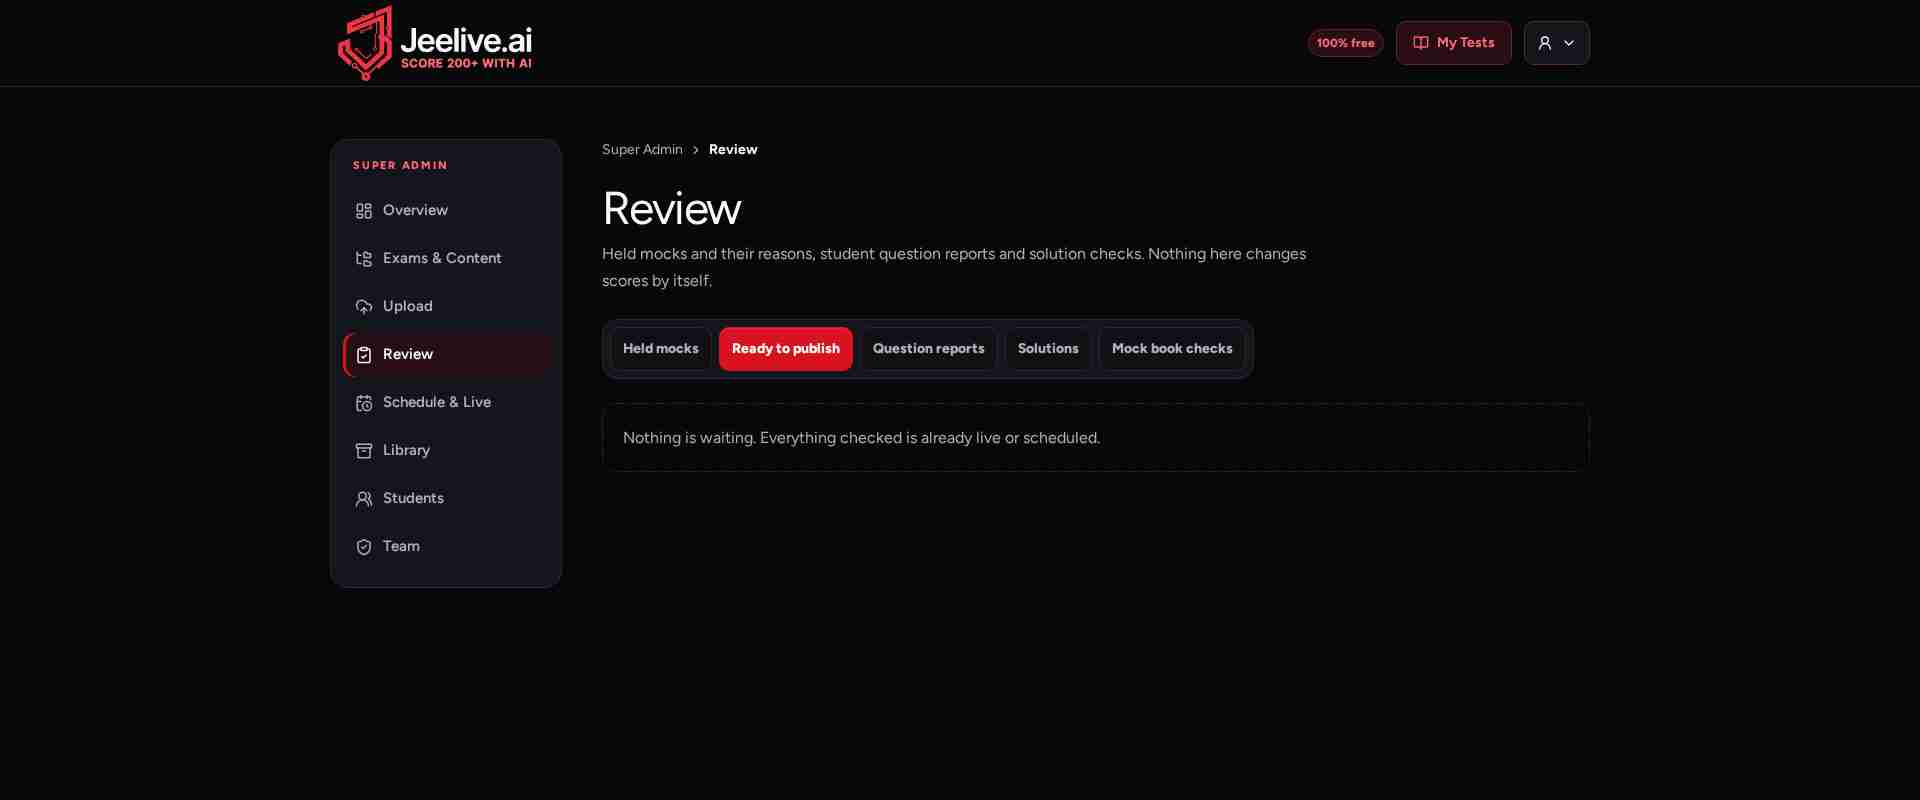 Jeelive.ai
SCORE 200+ WITH AI
100% free
My Tests
SUPER ADMIN
Overview
Exams & Content
Upload
Review
Schedule & Live
Library
Students
Team
Super Admin > Review
Review
Held mocks and their reasons, student question reports and solution checks. Nothing here changes
scores by itself.
Held mocks
Ready to publish
Question reports
Solutions
Mock book checks
Nothing is waiting. Everything checked is already live or scheduled.